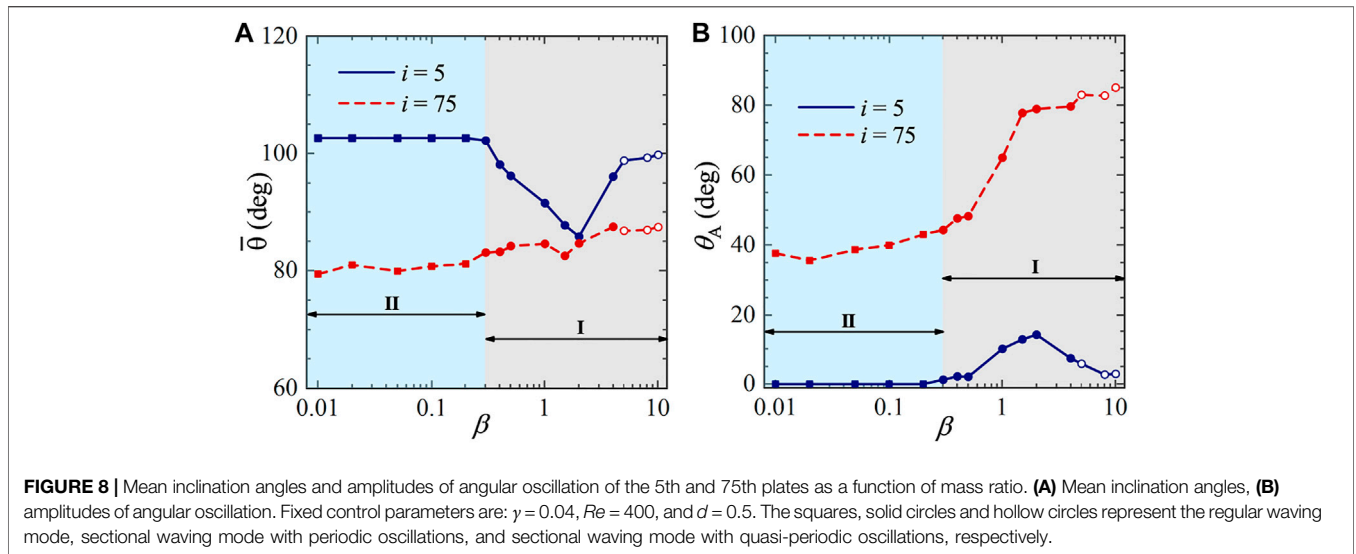 A
120
100
80
60
θ̄ (deg)
i = 5
i = 75
II
I
0.01 0.1 1 10
β
B
100
80
60
40
20
0
θ_A (deg)
i = 5
i = 75
I
II
0.01 0.1 1 10
β
FIGURE 8 | Mean inclination angles and amplitudes of angular oscillation of the 5th and 75th plates as a function of mass ratio. (A) Mean inclination angles, (B)
amplitudes of angular oscillation. Fixed control parameters are: γ = 0.04, Re = 400, and d = 0.5. The squares, solid circles and hollow circles represent the regular waving
mode, sectional waving mode with periodic oscillations, and sectional waving mode with quasi-periodic oscillations, respectively.